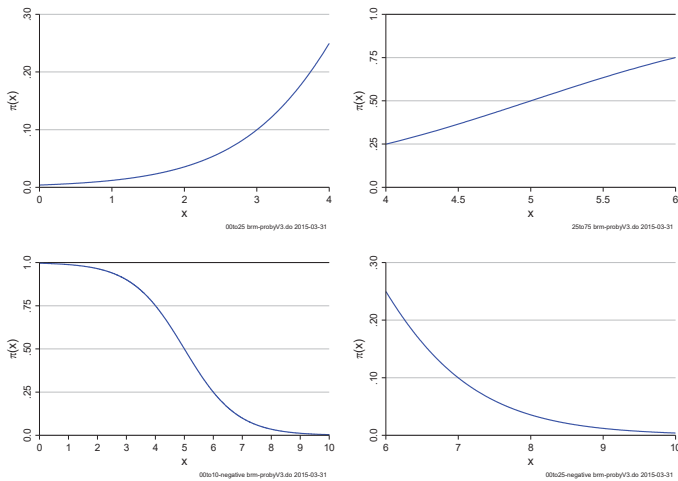 π(x)
.30
.20
.10
0.0
0 1 2 3 4
x
00to25 brm-probyV3.do 2015-03-31
π(x)
1.0
.75
.50
.25
0.0
4 4.5 5 5.5 6
x
25to75 brm-probyV3.do 2015-03-31
π(x)
1.0
.75
.50
.25
0.0
0 1 2 3 4 5 6 7 8 9 10
x
00to10-negative brm-probyV3.do 2015-03-31
π(x)
.30
.20
.10
0.0
6 7 8 9 10
x
00to25-negative brm-probyV3.do 2015-03-31